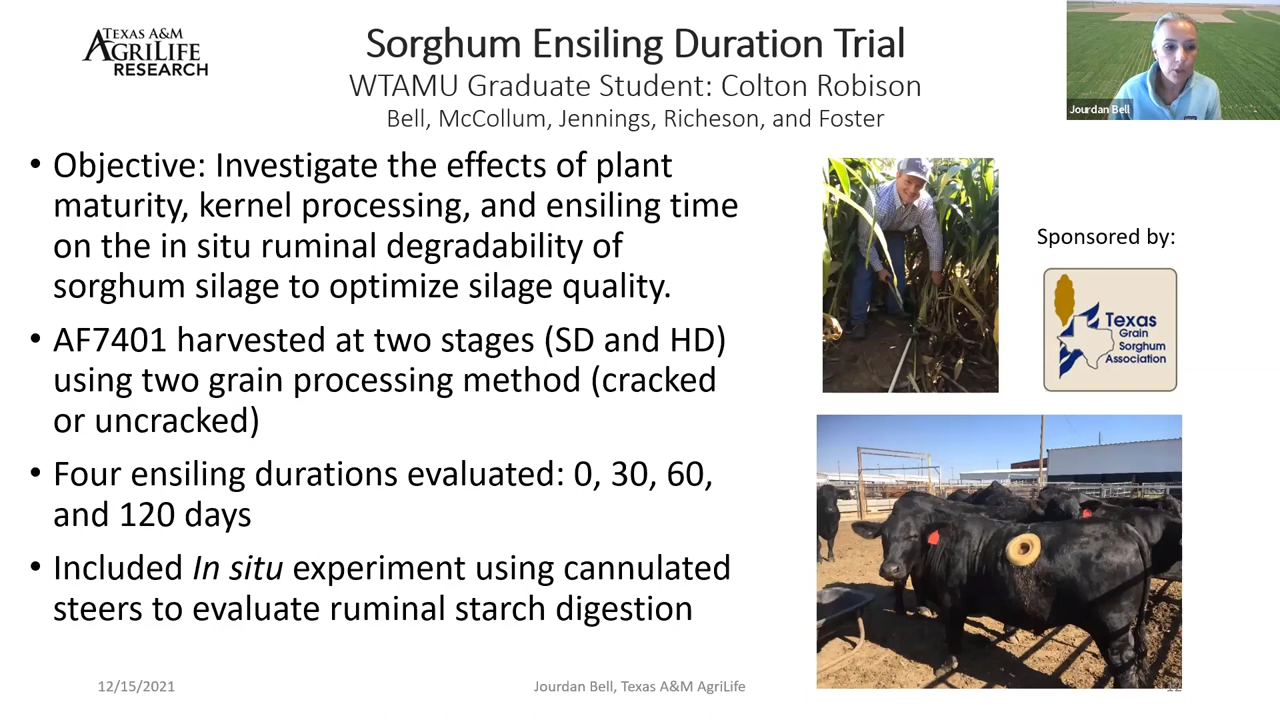 TEXAS A&M
AGRILIFE
RESEARCH
Sorghum Ensiling Duration Trial
WTAMU Graduate Student: Colton Robison
Bell, McCollum, Jennings, Richeson, and Foster
Jourdan Bell
• Objective: Investigate the effects of plant
maturity, kernel processing, and ensiling time
on the in situ ruminal degradability of
sorghum silage to optimize silage quality.
• AF7401 harvested at two stages (SD and HD)
using two grain processing method (cracked
or uncracked)
• Four ensiling durations evaluated: 0, 30, 60,
and 120 days
• Included In situ experiment using cannulated
steers to evaluate ruminal starch digestion
Sponsored by:
Texas
Grain
Sorghum
Association
12/15/2021
Jourdan Bell, Texas A&M AgriLife